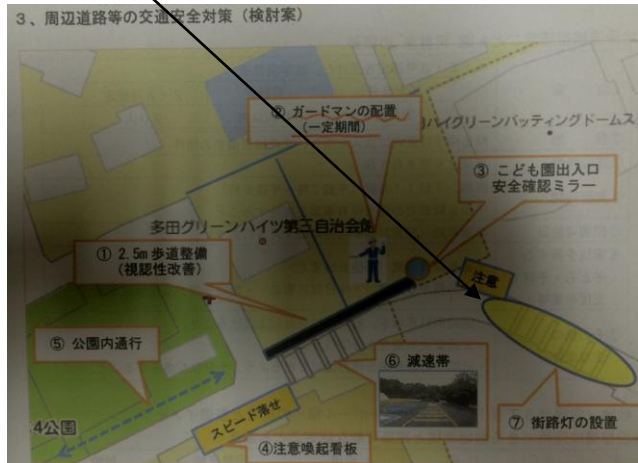 3、周辺道路等の交通安全対策（検討案）
② ガードマンの配置
（一定期間）
ハイグリーンバッティングドームス
③ こども園出入口
安全確認ミラー
多田グリーンハイツ第三自治会館
① 2.5m 歩道整備
（視認性改善）
注意
⑤ 公園内通行
⑥ 減速帯
スピード落せ
4公園
④注意喚起看板
⑦ 街路灯の設置